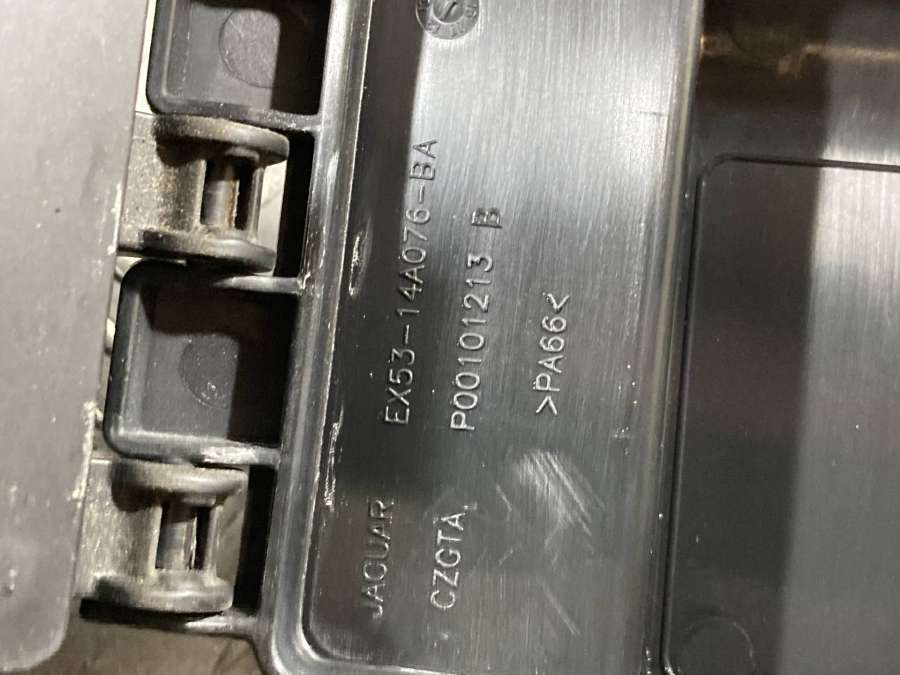 JAGUAR EX53-14A076-BA
CZGTA P00101213 B
>PA66<